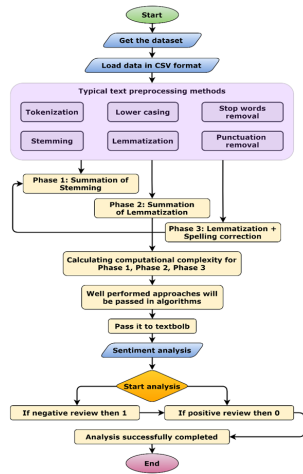 Start
Get the dataset
Load data in CSV format
Typical text preprocessing methods
Tokenization
Lower casing
Stop words
removal
Stemming
Lemmatization
Punctuation
removal
Phase 1: Summation of
Stemming
Phase 2: Summation
of Lemmatization
Phase 3: Lemmatization +
Spelling correction
Calculating computational complexity for
Phase 1, Phase 2, Phase 3
Well performed approaches will
be passed in algorithms
Pass it to textbolb
Sentiment analysis
Start analysis
If negative review then 1
If positive review then 0
Analysis successfully completed
End